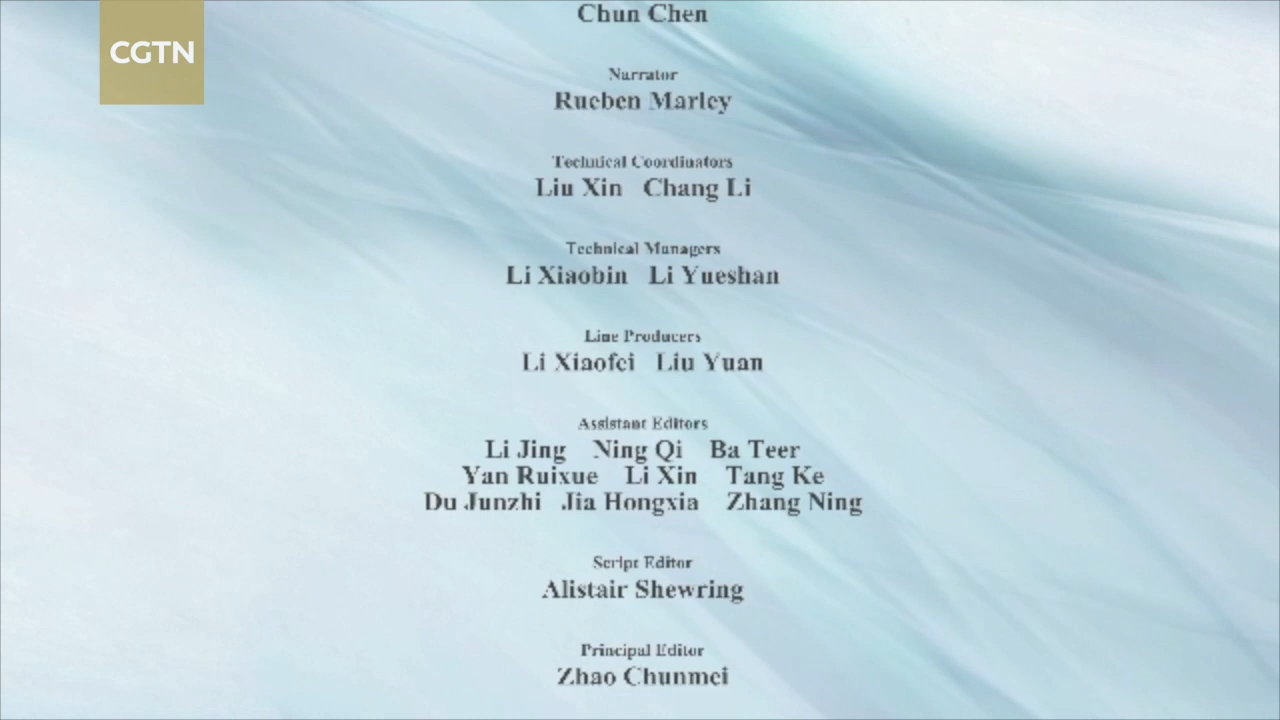 CGTN
Chun Chen
Narrator
Rueben Marley
Technical Coordinators
Liu Xin Chang Li
Technical Managers
Li Xiaobin Li Yueshan
Line Producers
Li Xiaofei Liu Yuan
Assistant Editors
Li Jing Ning Qi Ba Teer
Yan Ruixue Li Xin Tang Ke
Du Junzhi Jia Hongxia Zhang Ning
Script Editor
Alistair Shewring
Principal Editor
Zhao Chunmei